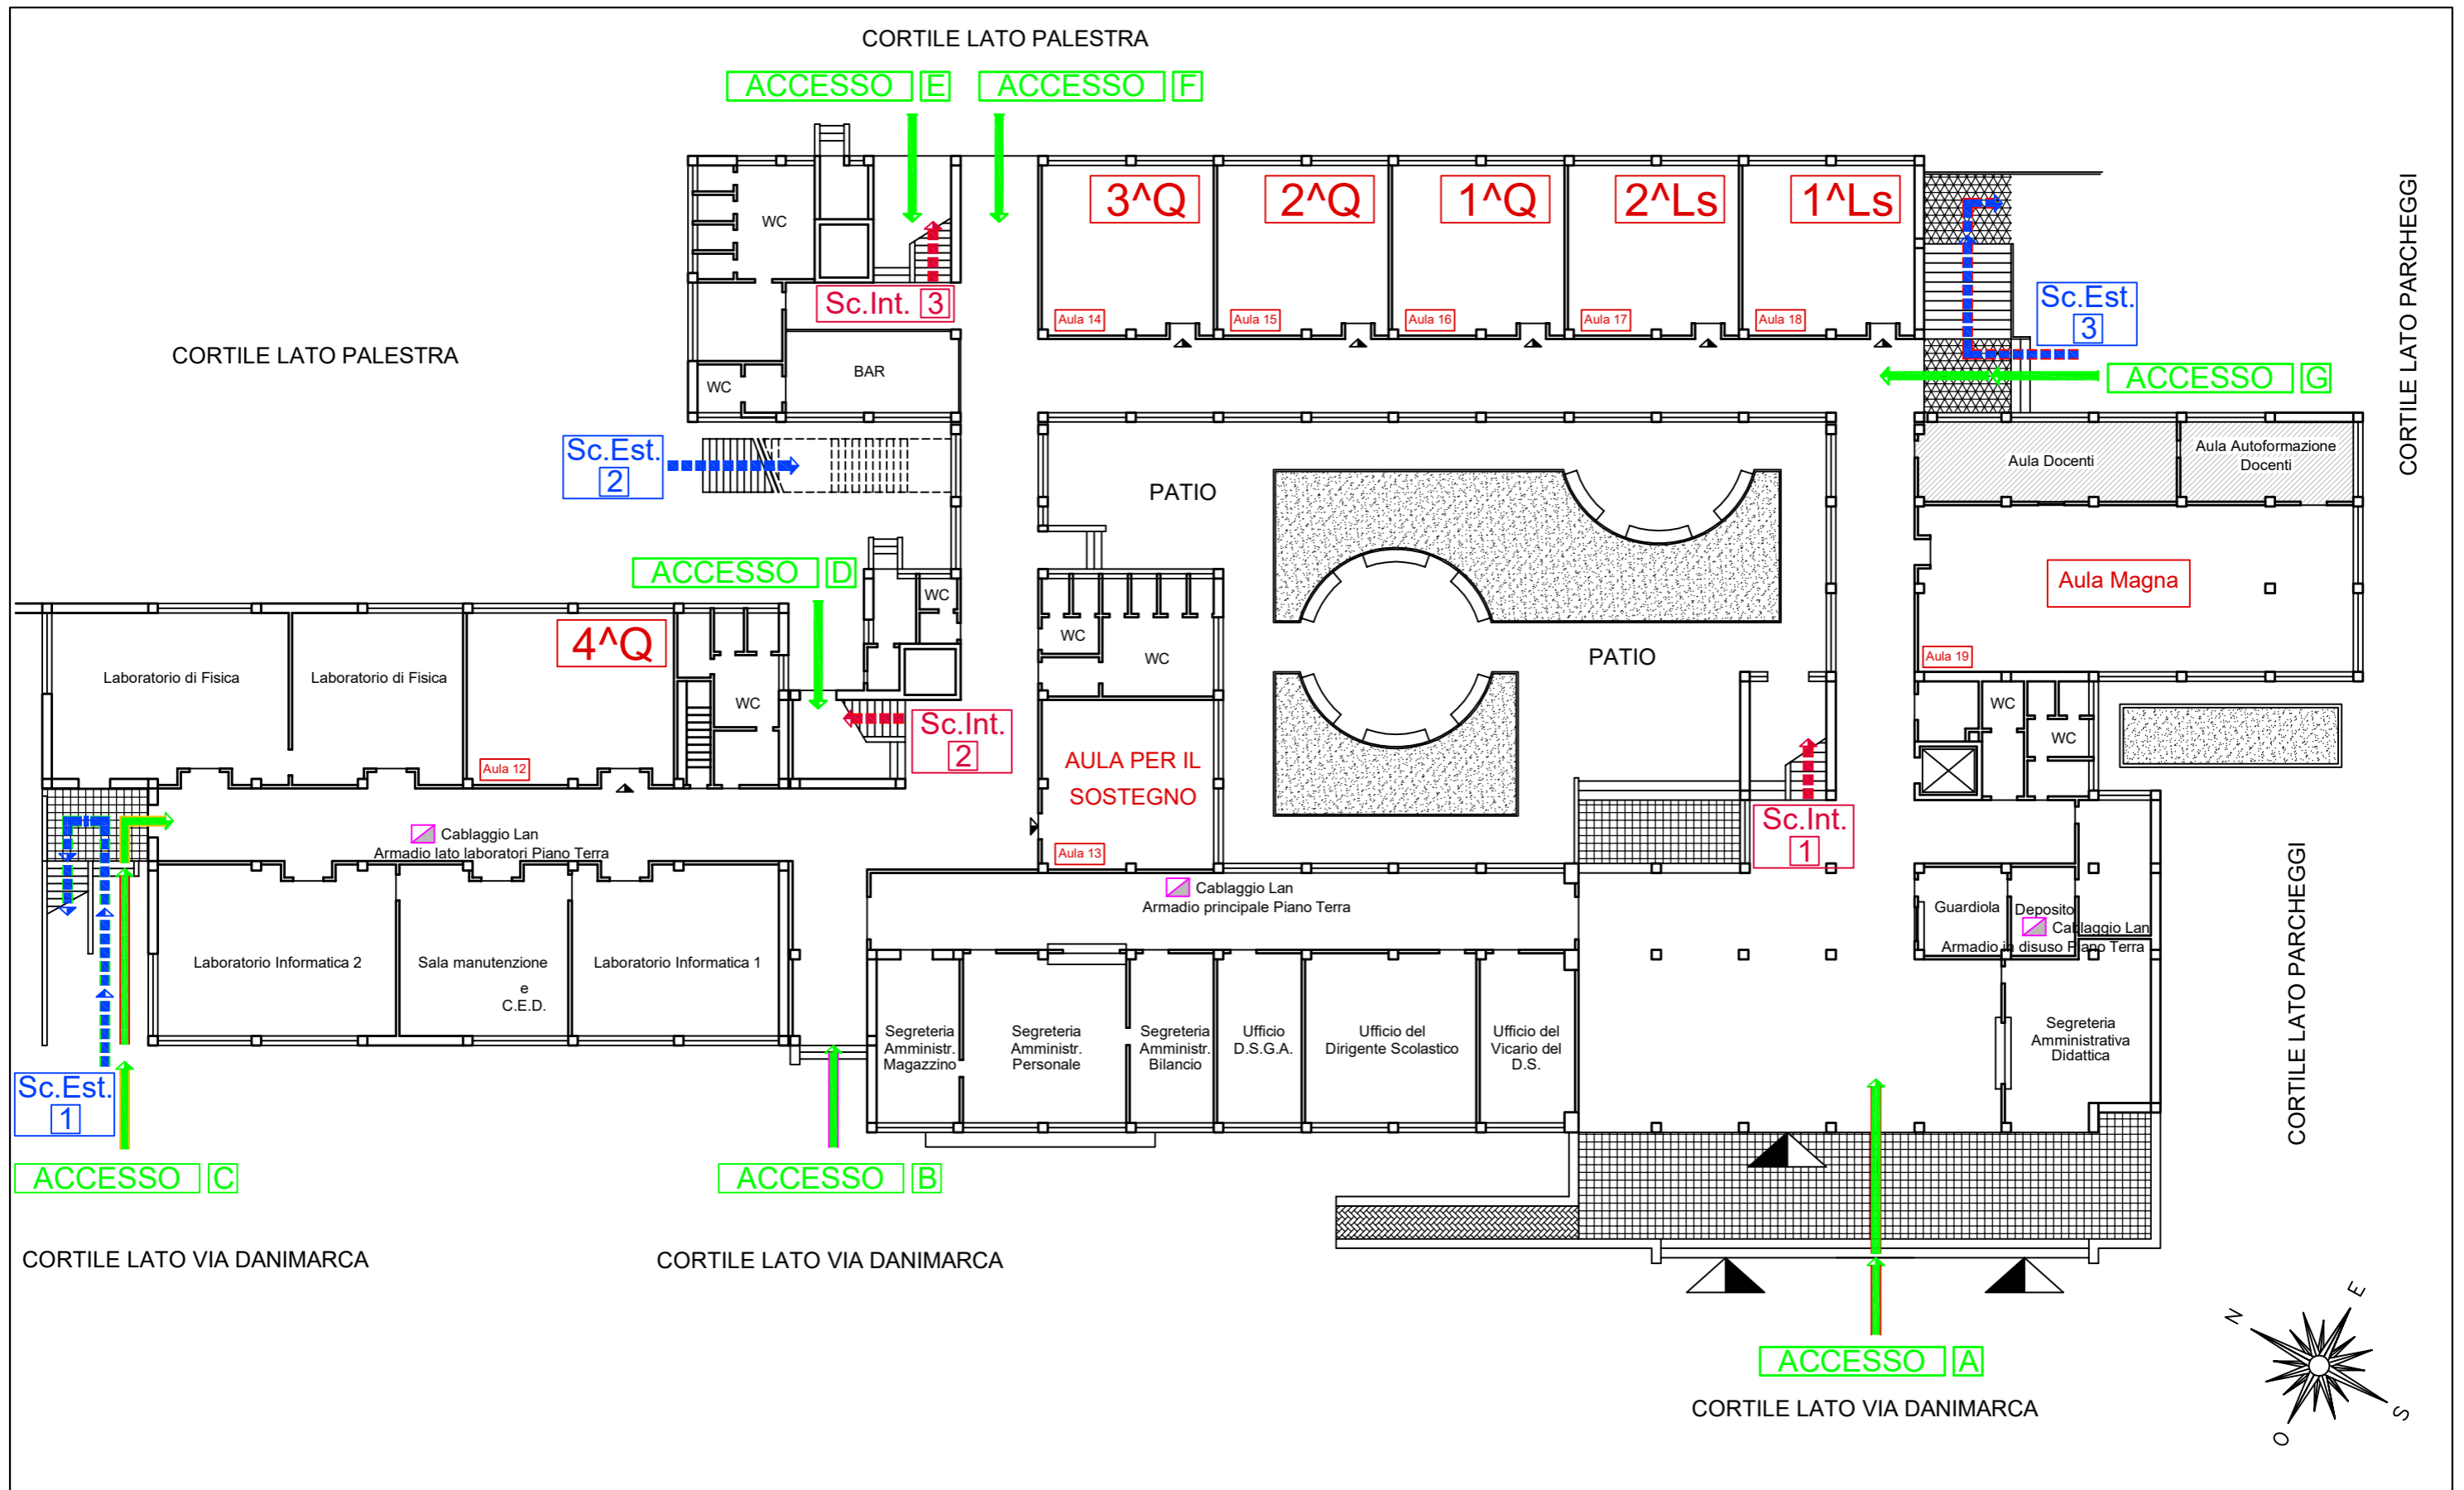 CORTILE LATO PALESTRA
ACCESSO E
ACCESSO F
3^Q
2^Q
1^Q
2^Ls
1^Ls
WC
Sc.Int. 3
Aula 14
Aula 15
Aula 16
Aula 17
Aula 18
Sc.Est.
3
CORTILE LATO PARCHEGGI
CORTILE LATO PALESTRA
BAR
WC
ACCESSO G
Sc.Est.
2
PATIO
Aula Docenti
Aula Autoformazione
Docenti
ACCESSO D
WC
Aula Magna
Aula 19
4^Q
Laboratorio di Fisica
Laboratorio di Fisica
Aula 12
WC
WC
WC
PATIO
Sc.Int.
2
AULA PER IL
SOSTEGNO
Aula 13
WC
WC
Sc.Int.
1
Cablaggio Lan
Armadio lato laboratori Piano Terra
Cablaggio Lan
Armadio principale Piano Terra
Guardiola
Deposito
Cablaggio Lan
Armadio in disuso Piano Terra
CORTILE LATO PARCHEGGI
Laboratorio Informatica 2
Sala manutenzione
e
C.E.D.
Laboratorio Informatica 1
Segreteria
Amministr.
Magazzino
Segreteria
Amministr.
Personale
Segreteria
Amministr.
Bilancio
Ufficio
D.S.G.A.
Ufficio del
Dirigente Scolastico
Ufficio del
Vicario del
D.S.
Segreteria
Amministrativa
Didattica
Sc.Est.
1
ACCESSO C
ACCESSO B
CORTILE LATO VIA DANIMARCA
CORTILE LATO VIA DANIMARCA
ACCESSO A
CORTILE LATO VIA DANIMARCA
N
E
S
O